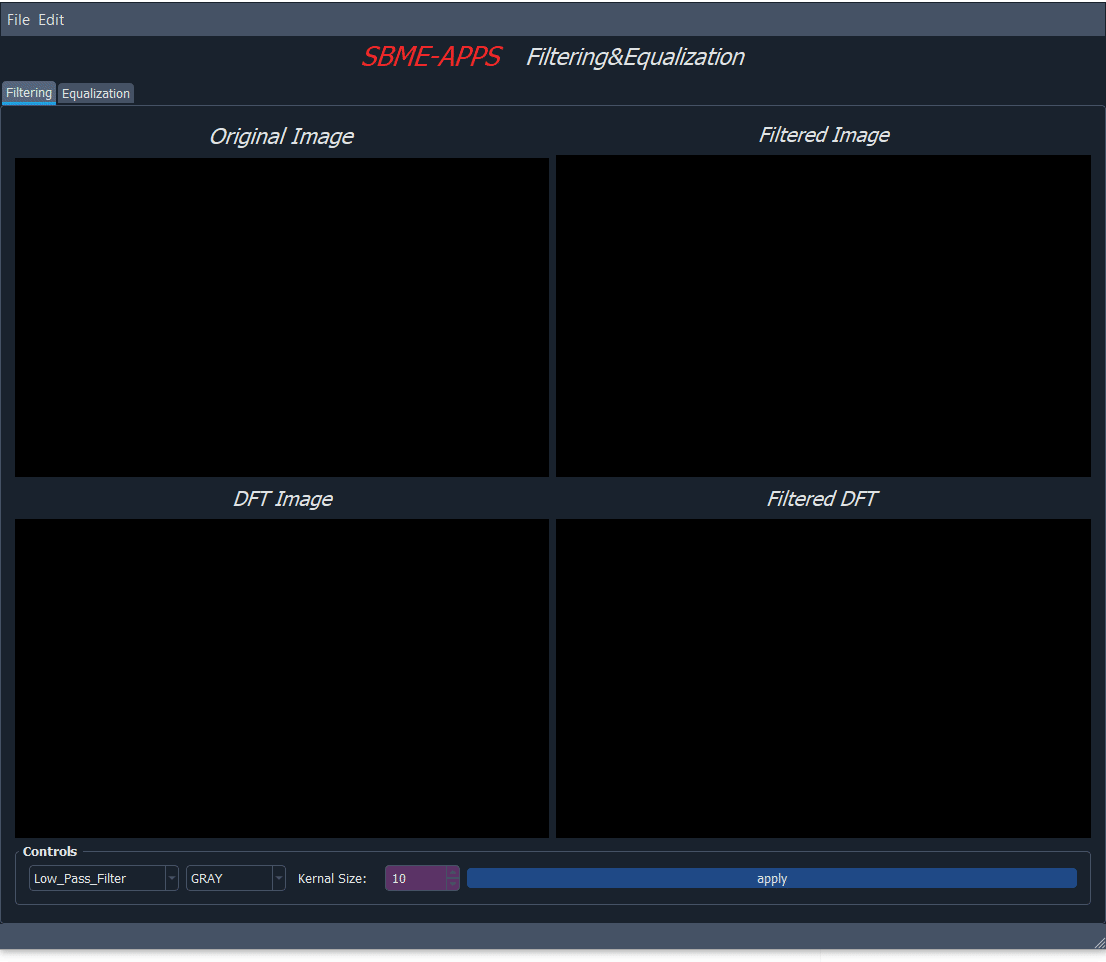 File Edit
SBME-APPS Filtering&Equalization
Filtering Equalization
Original Image Filtered Image
DFT Image Filtered DFT
Controls
Low_Pass_Filter GRAY Kernal Size: 10 apply